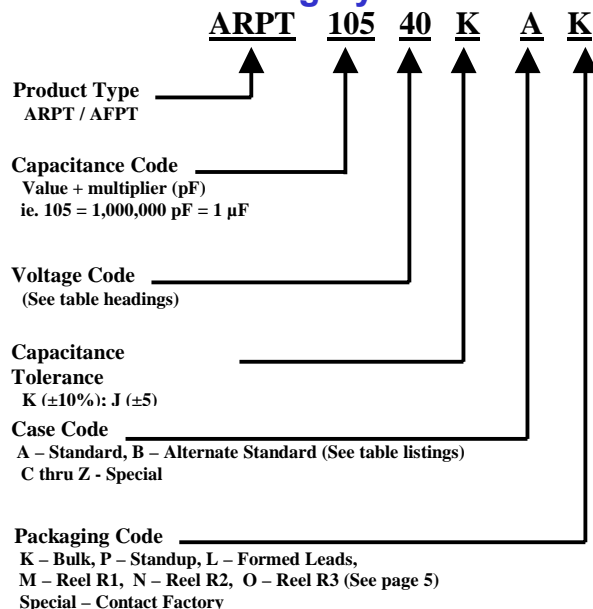 ARPT 105 40 K A K
Product Type
ARPT / AFPT
Capacitance Code
Value + multiplier (pF)
ie. 105 = 1,000,000 pF = 1 µF
Voltage Code
(See table headings)
Capacitance
Tolerance
K (±10%); J (±5)
Case Code
A – Standard, B – Alternate Standard (See table listings)
C thru Z - Special
Packaging Code
K – Bulk, P – Standup, L – Formed Leads,
M – Reel R1, N – Reel R2, O – Reel R3 (See page 5)
Special – Contact Factory